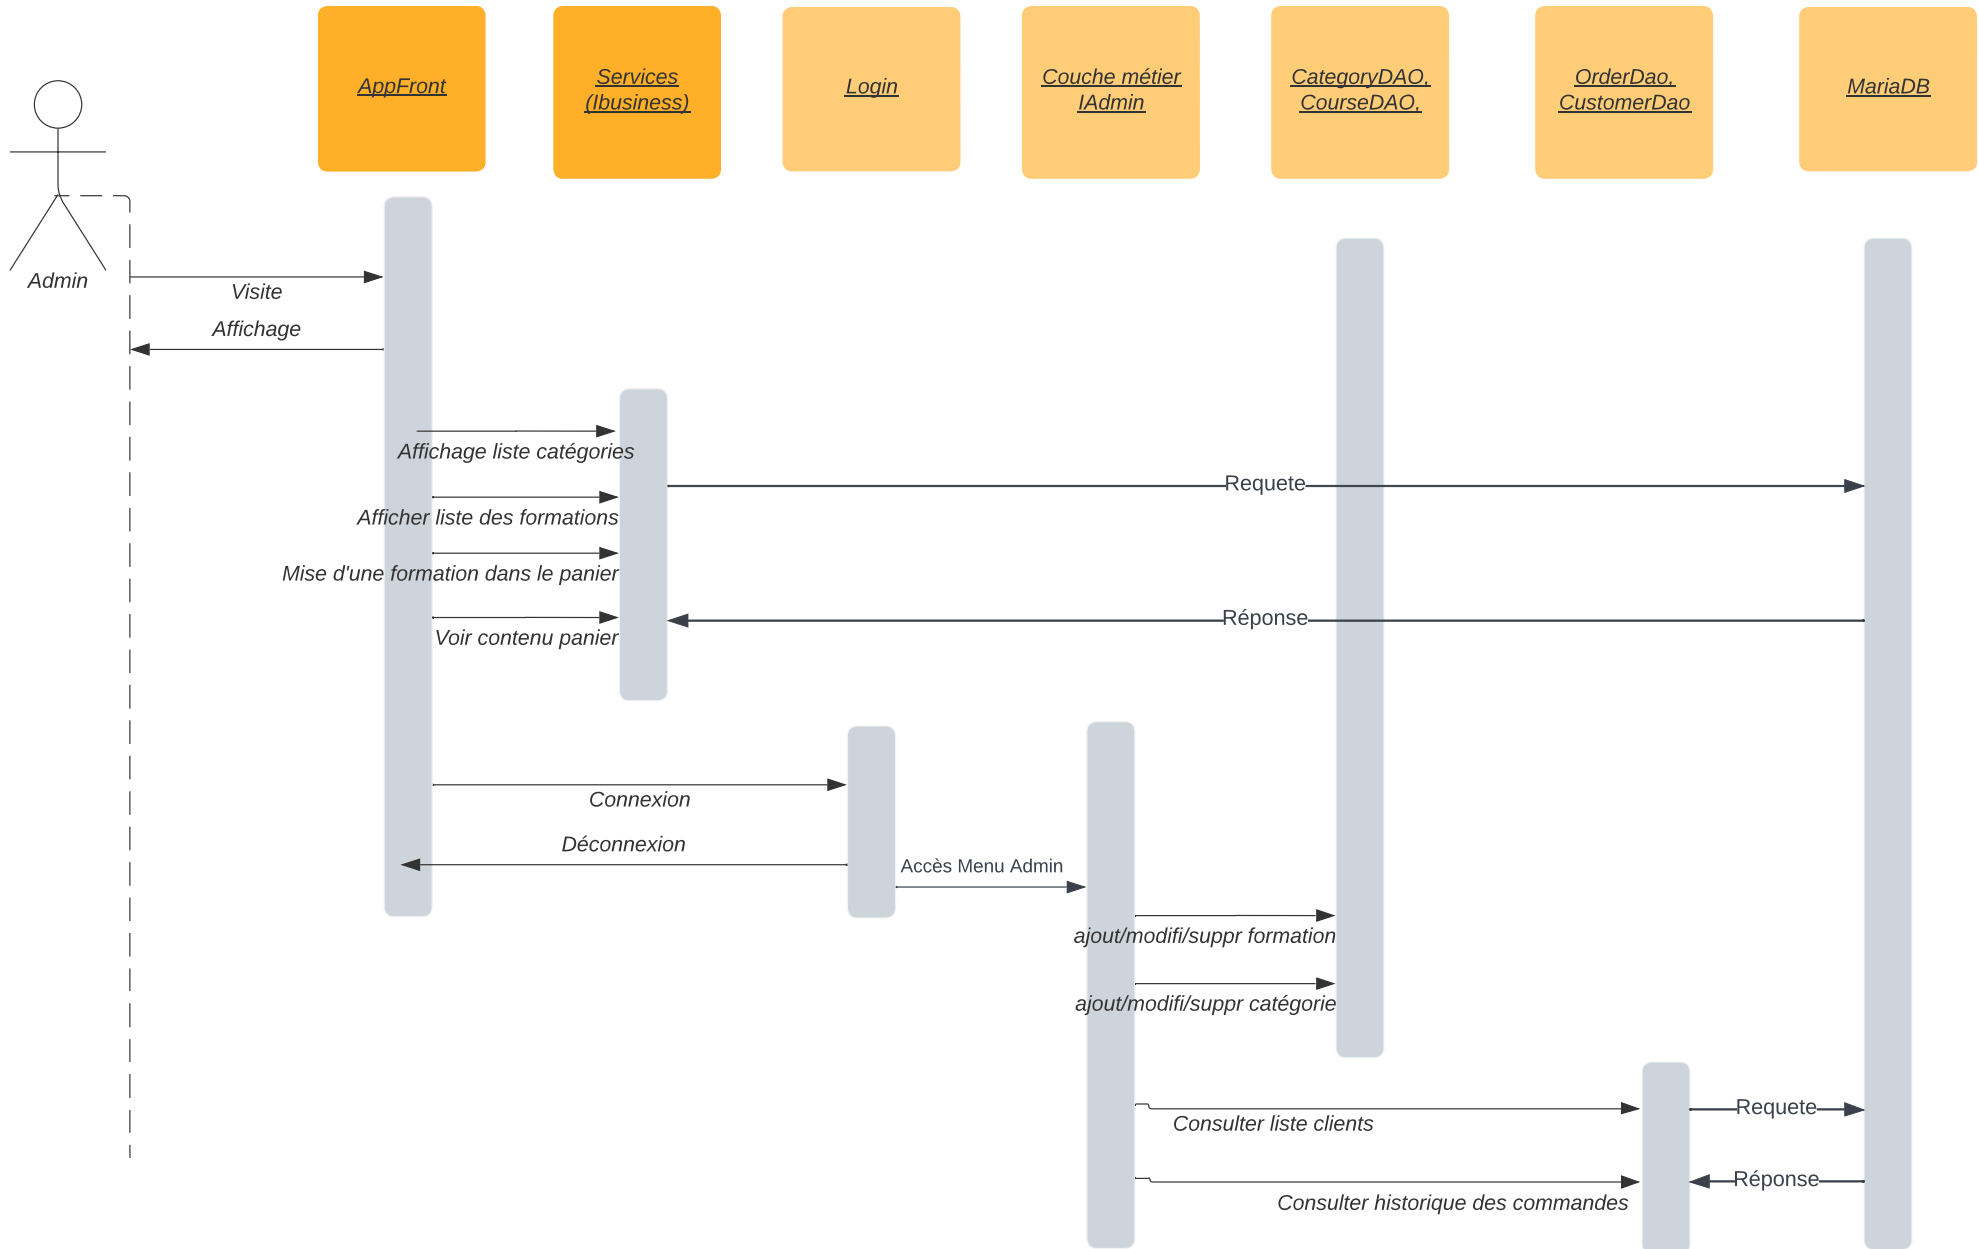 AppFront
Services
(Ibusiness)
Login
Couche métier
IAdmin
CategoryDAO,
CourseDAO,
OrderDao,
CustomerDao
MariaDB
Admin
Visite
Affichage
Affichage liste catégories
Requete
Afficher liste des formations
Mise d'une formation dans le panier
Réponse
Voir contenu panier
Connexion
Déconnexion
Accès Menu Admin
ajout/modifi/suppr formation
ajout/modifi/suppr catégorie
Requete
Consulter liste clients
Réponse
Consulter historique des commandes